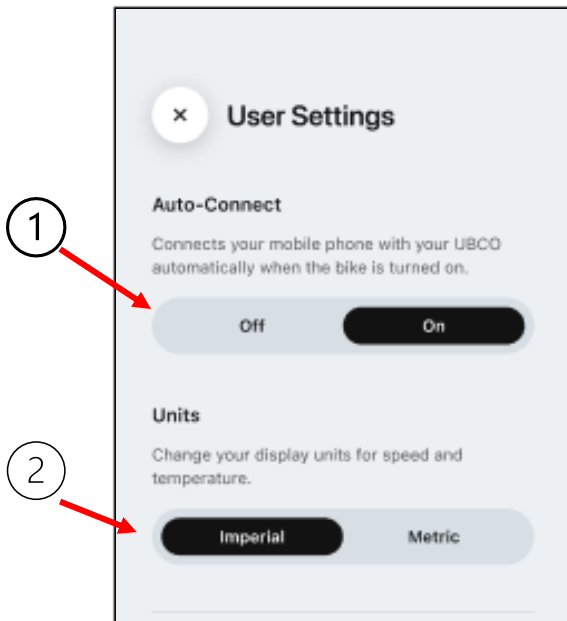 × User Settings
Auto-Connect
1
Connects your mobile phone with your UBCO
automatically when the bike is turned on.
Off On
Units
Change your display units for speed and
2
temperature.
Imperial Metric